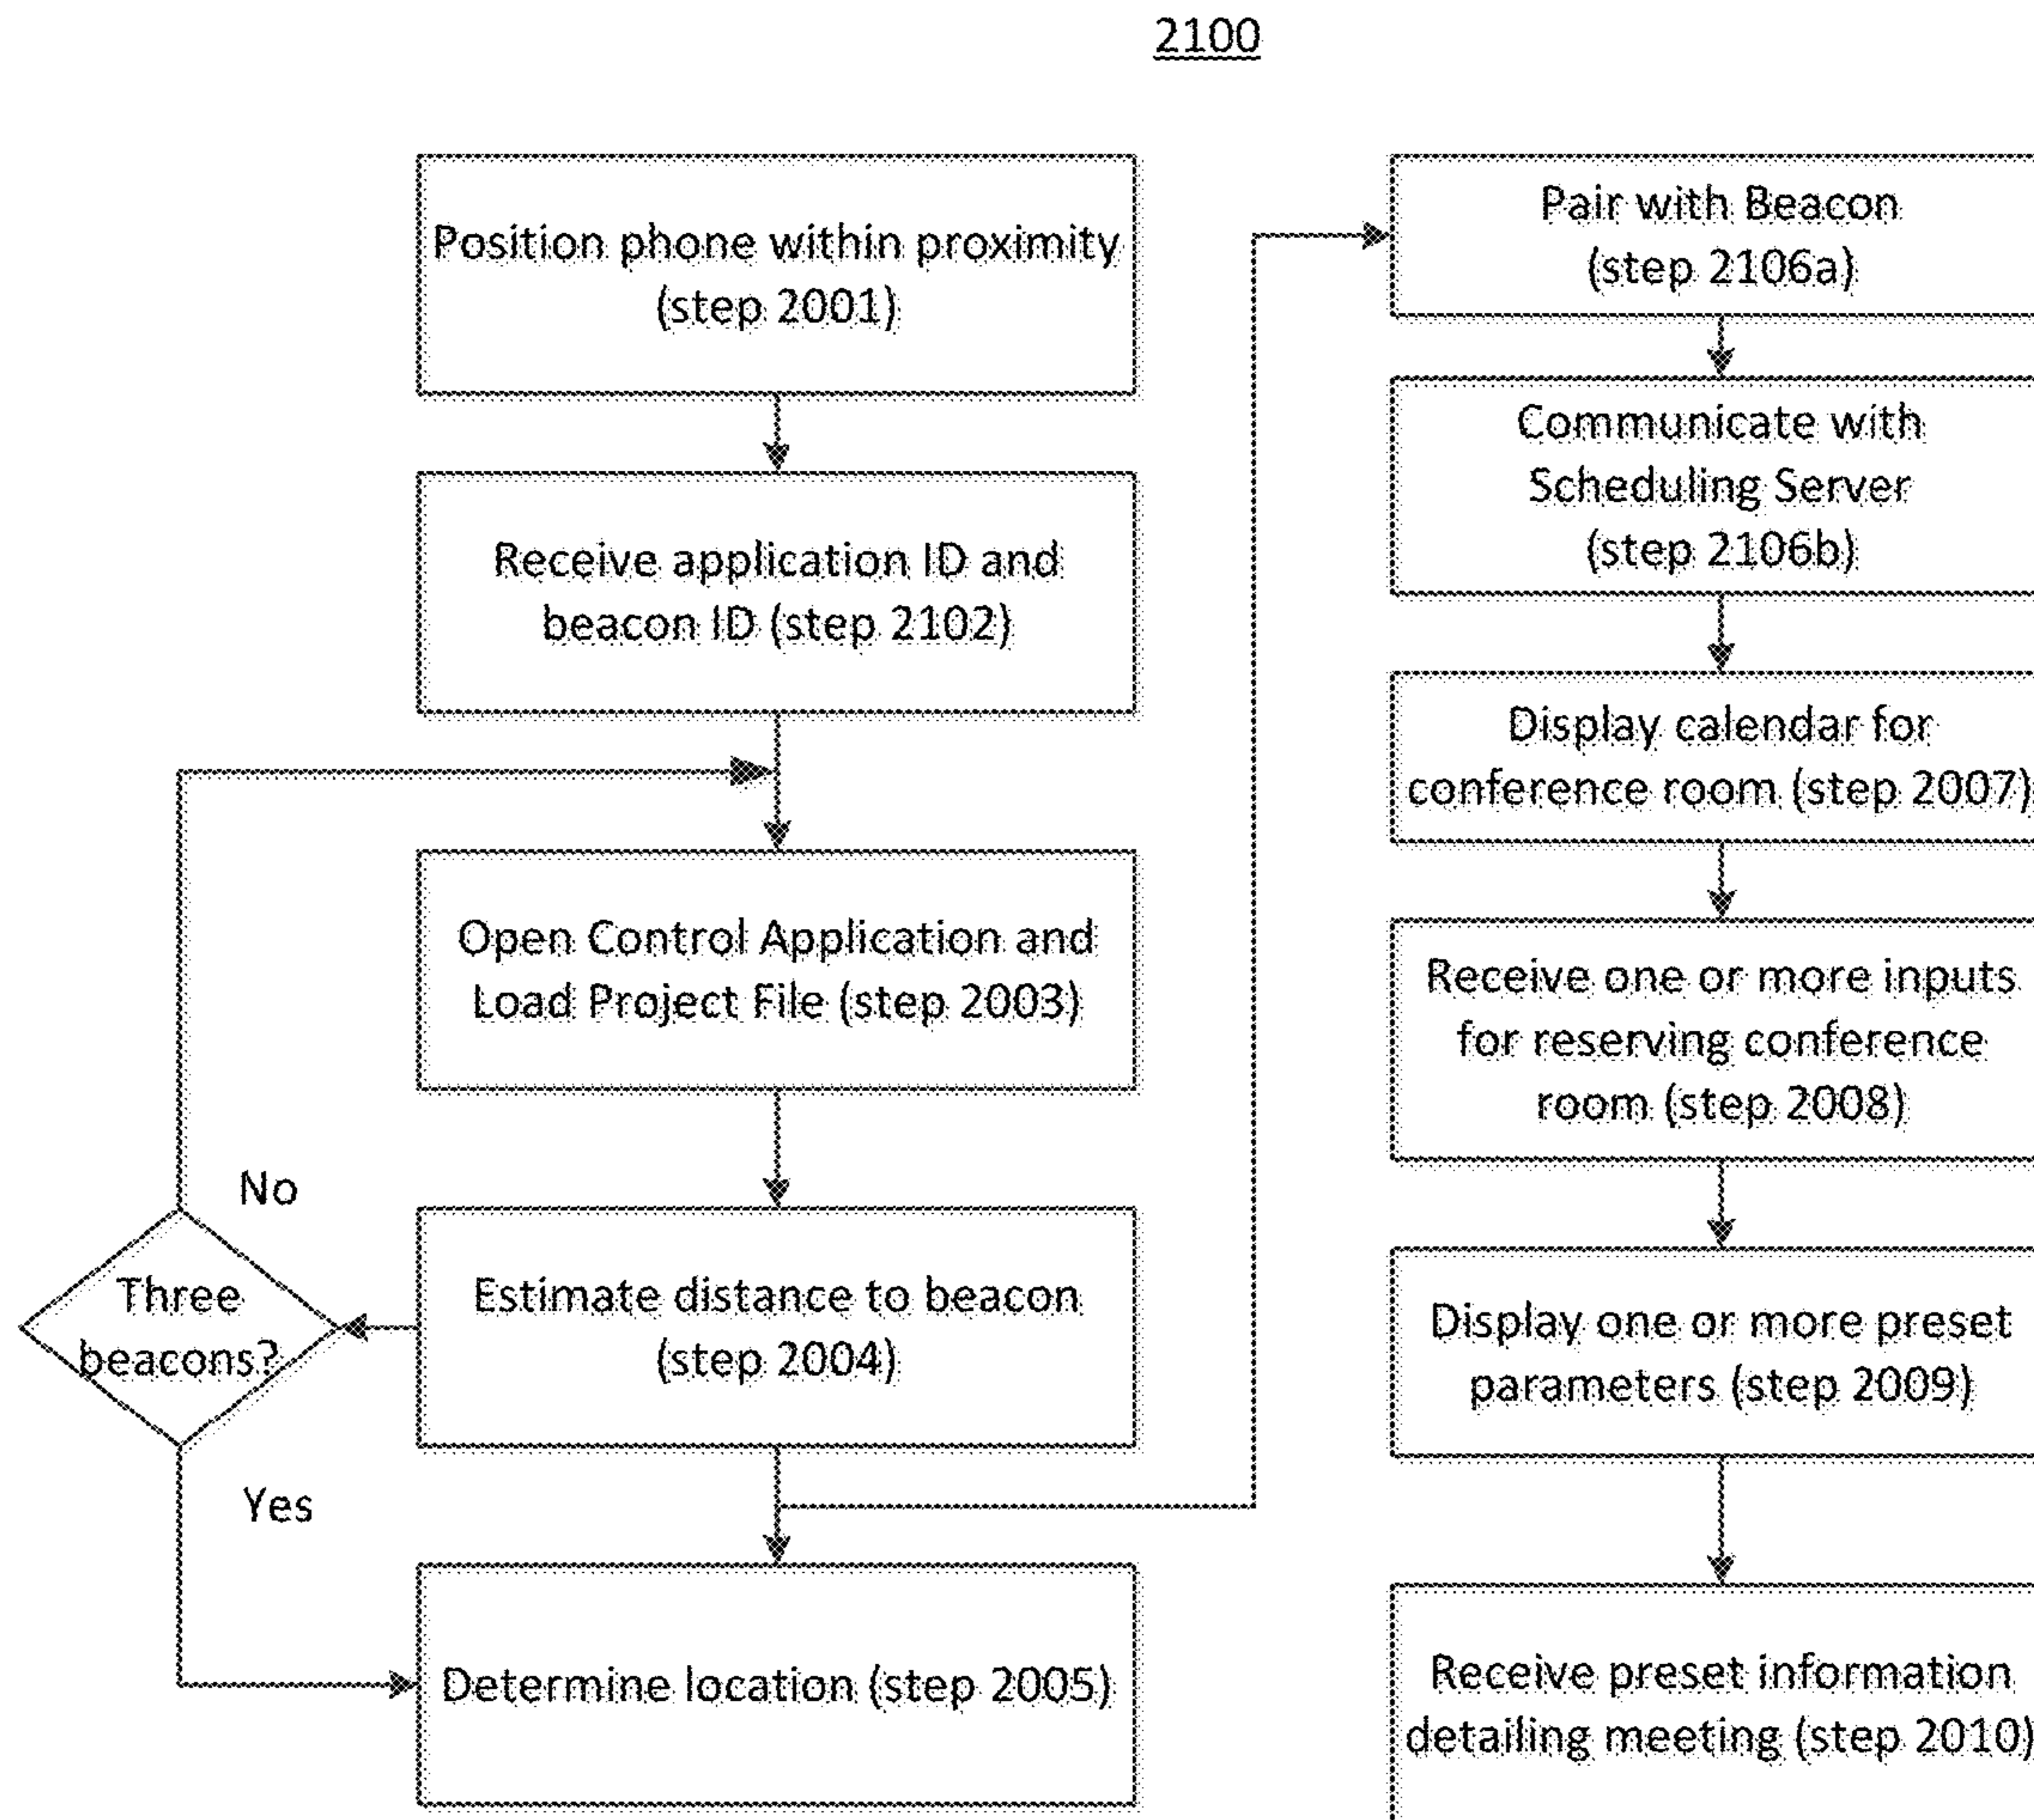 2100
Position phone within proximity
(step 2001)
Receive application ID and
beacon ID (step 2102)
Open Control Application and
Load Project File (step 2003)
No
Three
beacons?
Estimate distance to beacon
(step 2004)
Yes
Determine location (step 2005)
Pair with Beacon
(step 2106a)
Communicate with
Scheduling Server
(step 2106b)
Display calendar for
conference room (step 2007)
Receive one or more inputs
for reserving conference
room (step 2008)
Display one or more preset
parameters (step 2009)
Receive preset information
detailing meeting (step 2010)